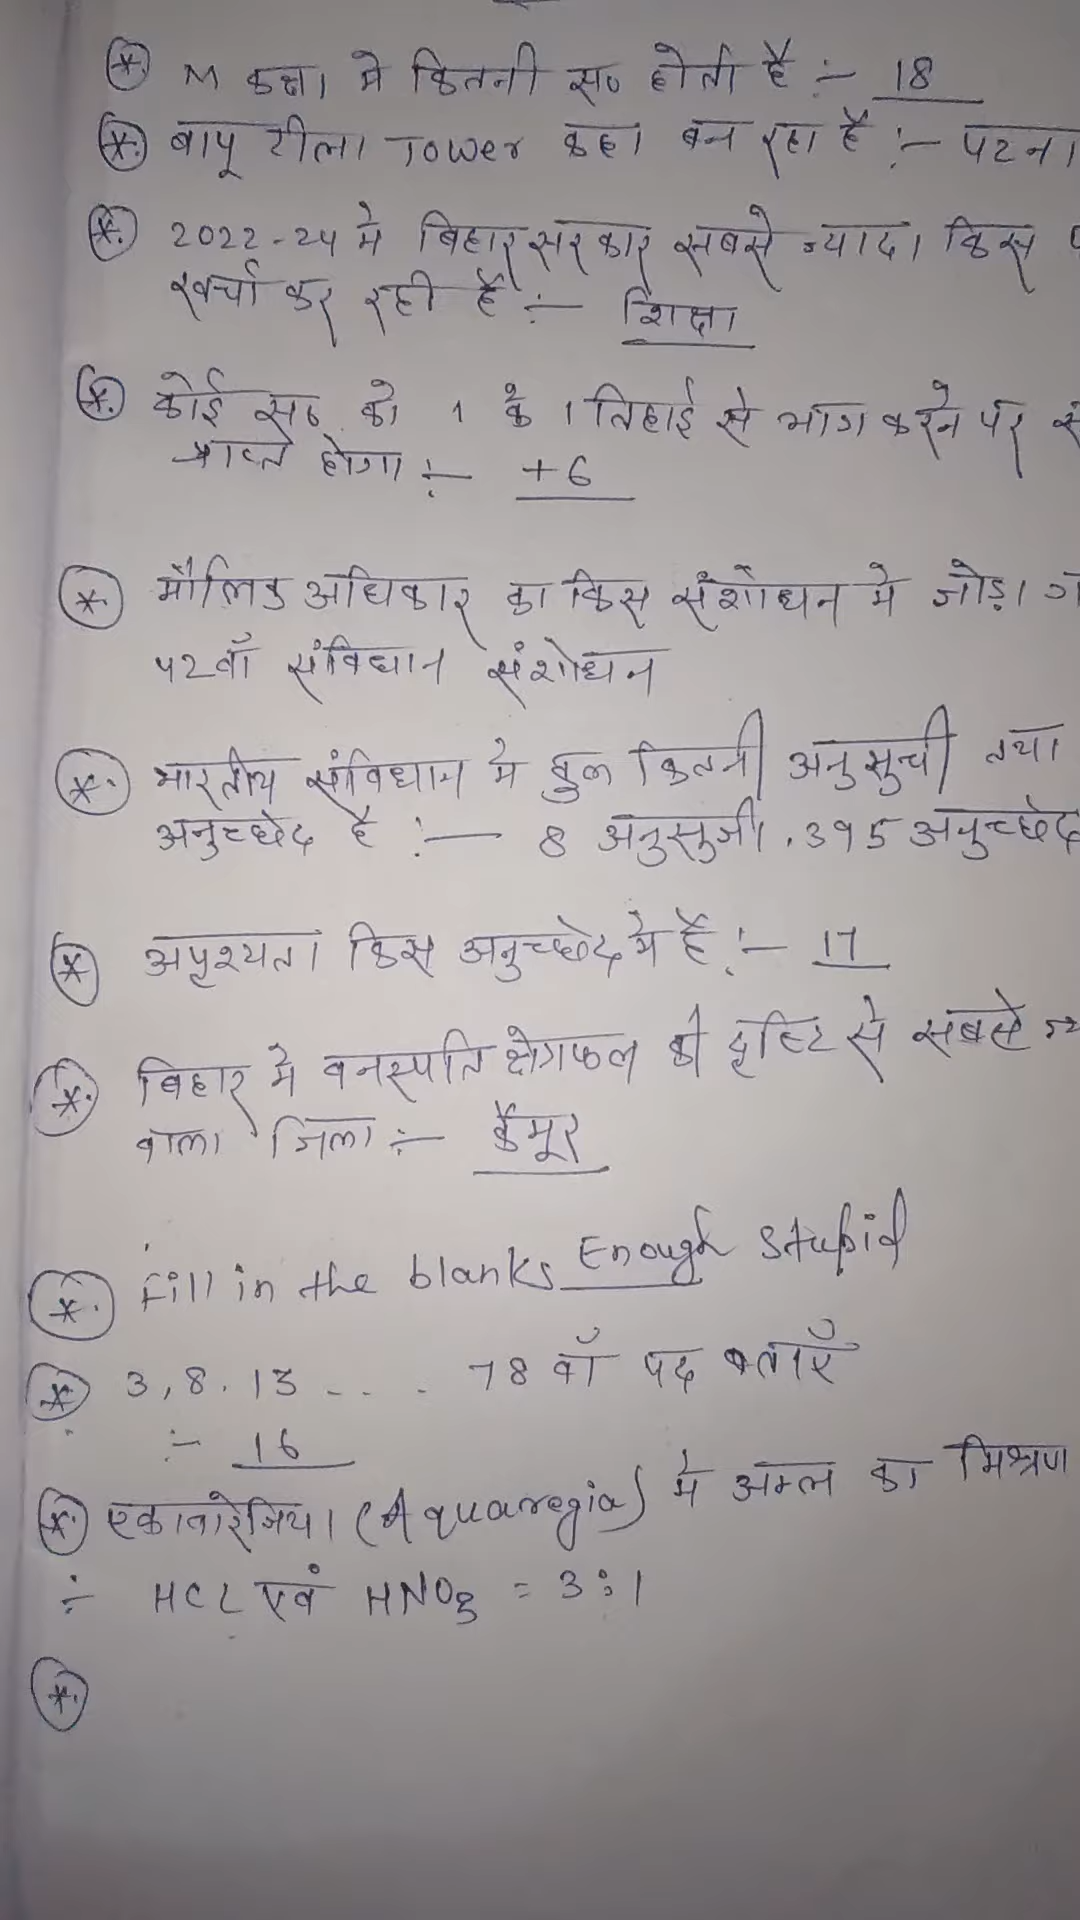 M कक्षा मे कितनी स० होती है :- 18
बापू टीला Tower कहा बन रहा है :- पटना
2022-24 मे बिहार सरकार सबसे ज्यादा किस
खर्चा कर रही है :- शिक्षा
कोई स० को 1 के 1 तिहाई से भाग करने पर
प्राप्त होगा :- +6
मौलिक अधिकार का किस संशोधन मे जोड़ा
42वाँ संविधान संशोधन
भारतीय संविधान मे कुल कितनी अनुसुची तथा
अनुच्छेद है :- 8 अनुसुजी, 395 अनुच्छेद
अपृश्यता किस अनुच्छेद मे है :- 17
बिहार मे वनस्पति क्षेत्रफल की दृष्टि से सबसे
वाला जिला :- कैमूर
Fill in the blanks Enough Stupid
3, 8, 13 ... 78 वाँ पद बताएँ
:- 16
एकावारेजिया (Aquaregia) मे अम्ल का मिश्रण
:- HCL एवं HNO3 = 3:1